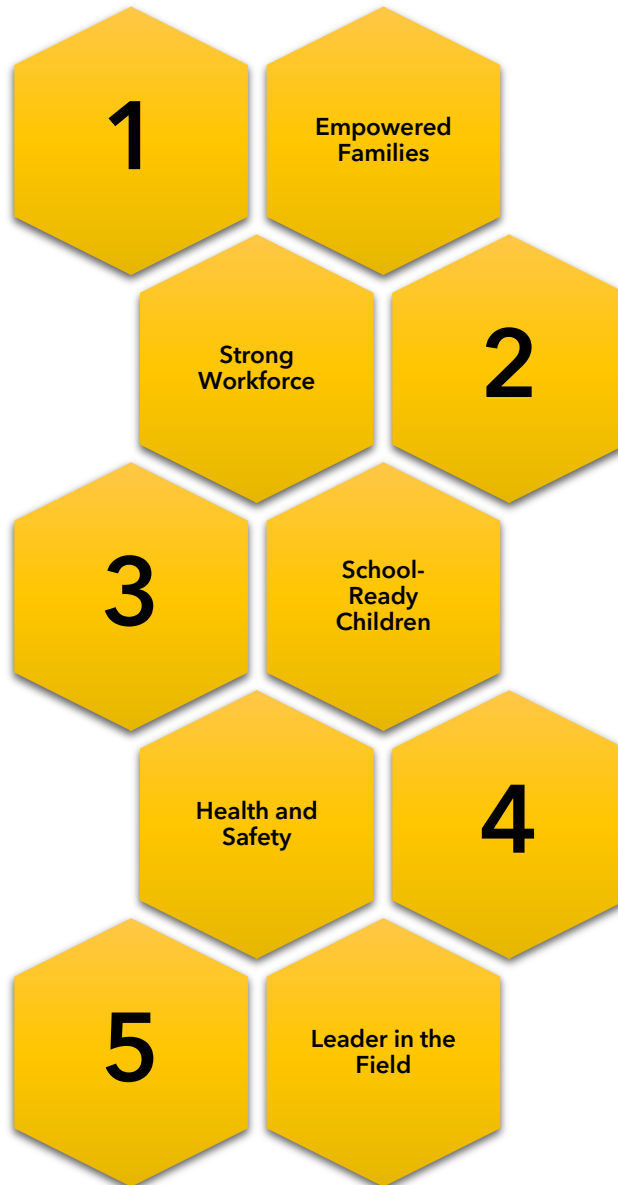 1
Empowered
Families
Strong
Workforce
2
3
School-
Ready
Children
Health and
Safety
4
5
Leader in the
Field